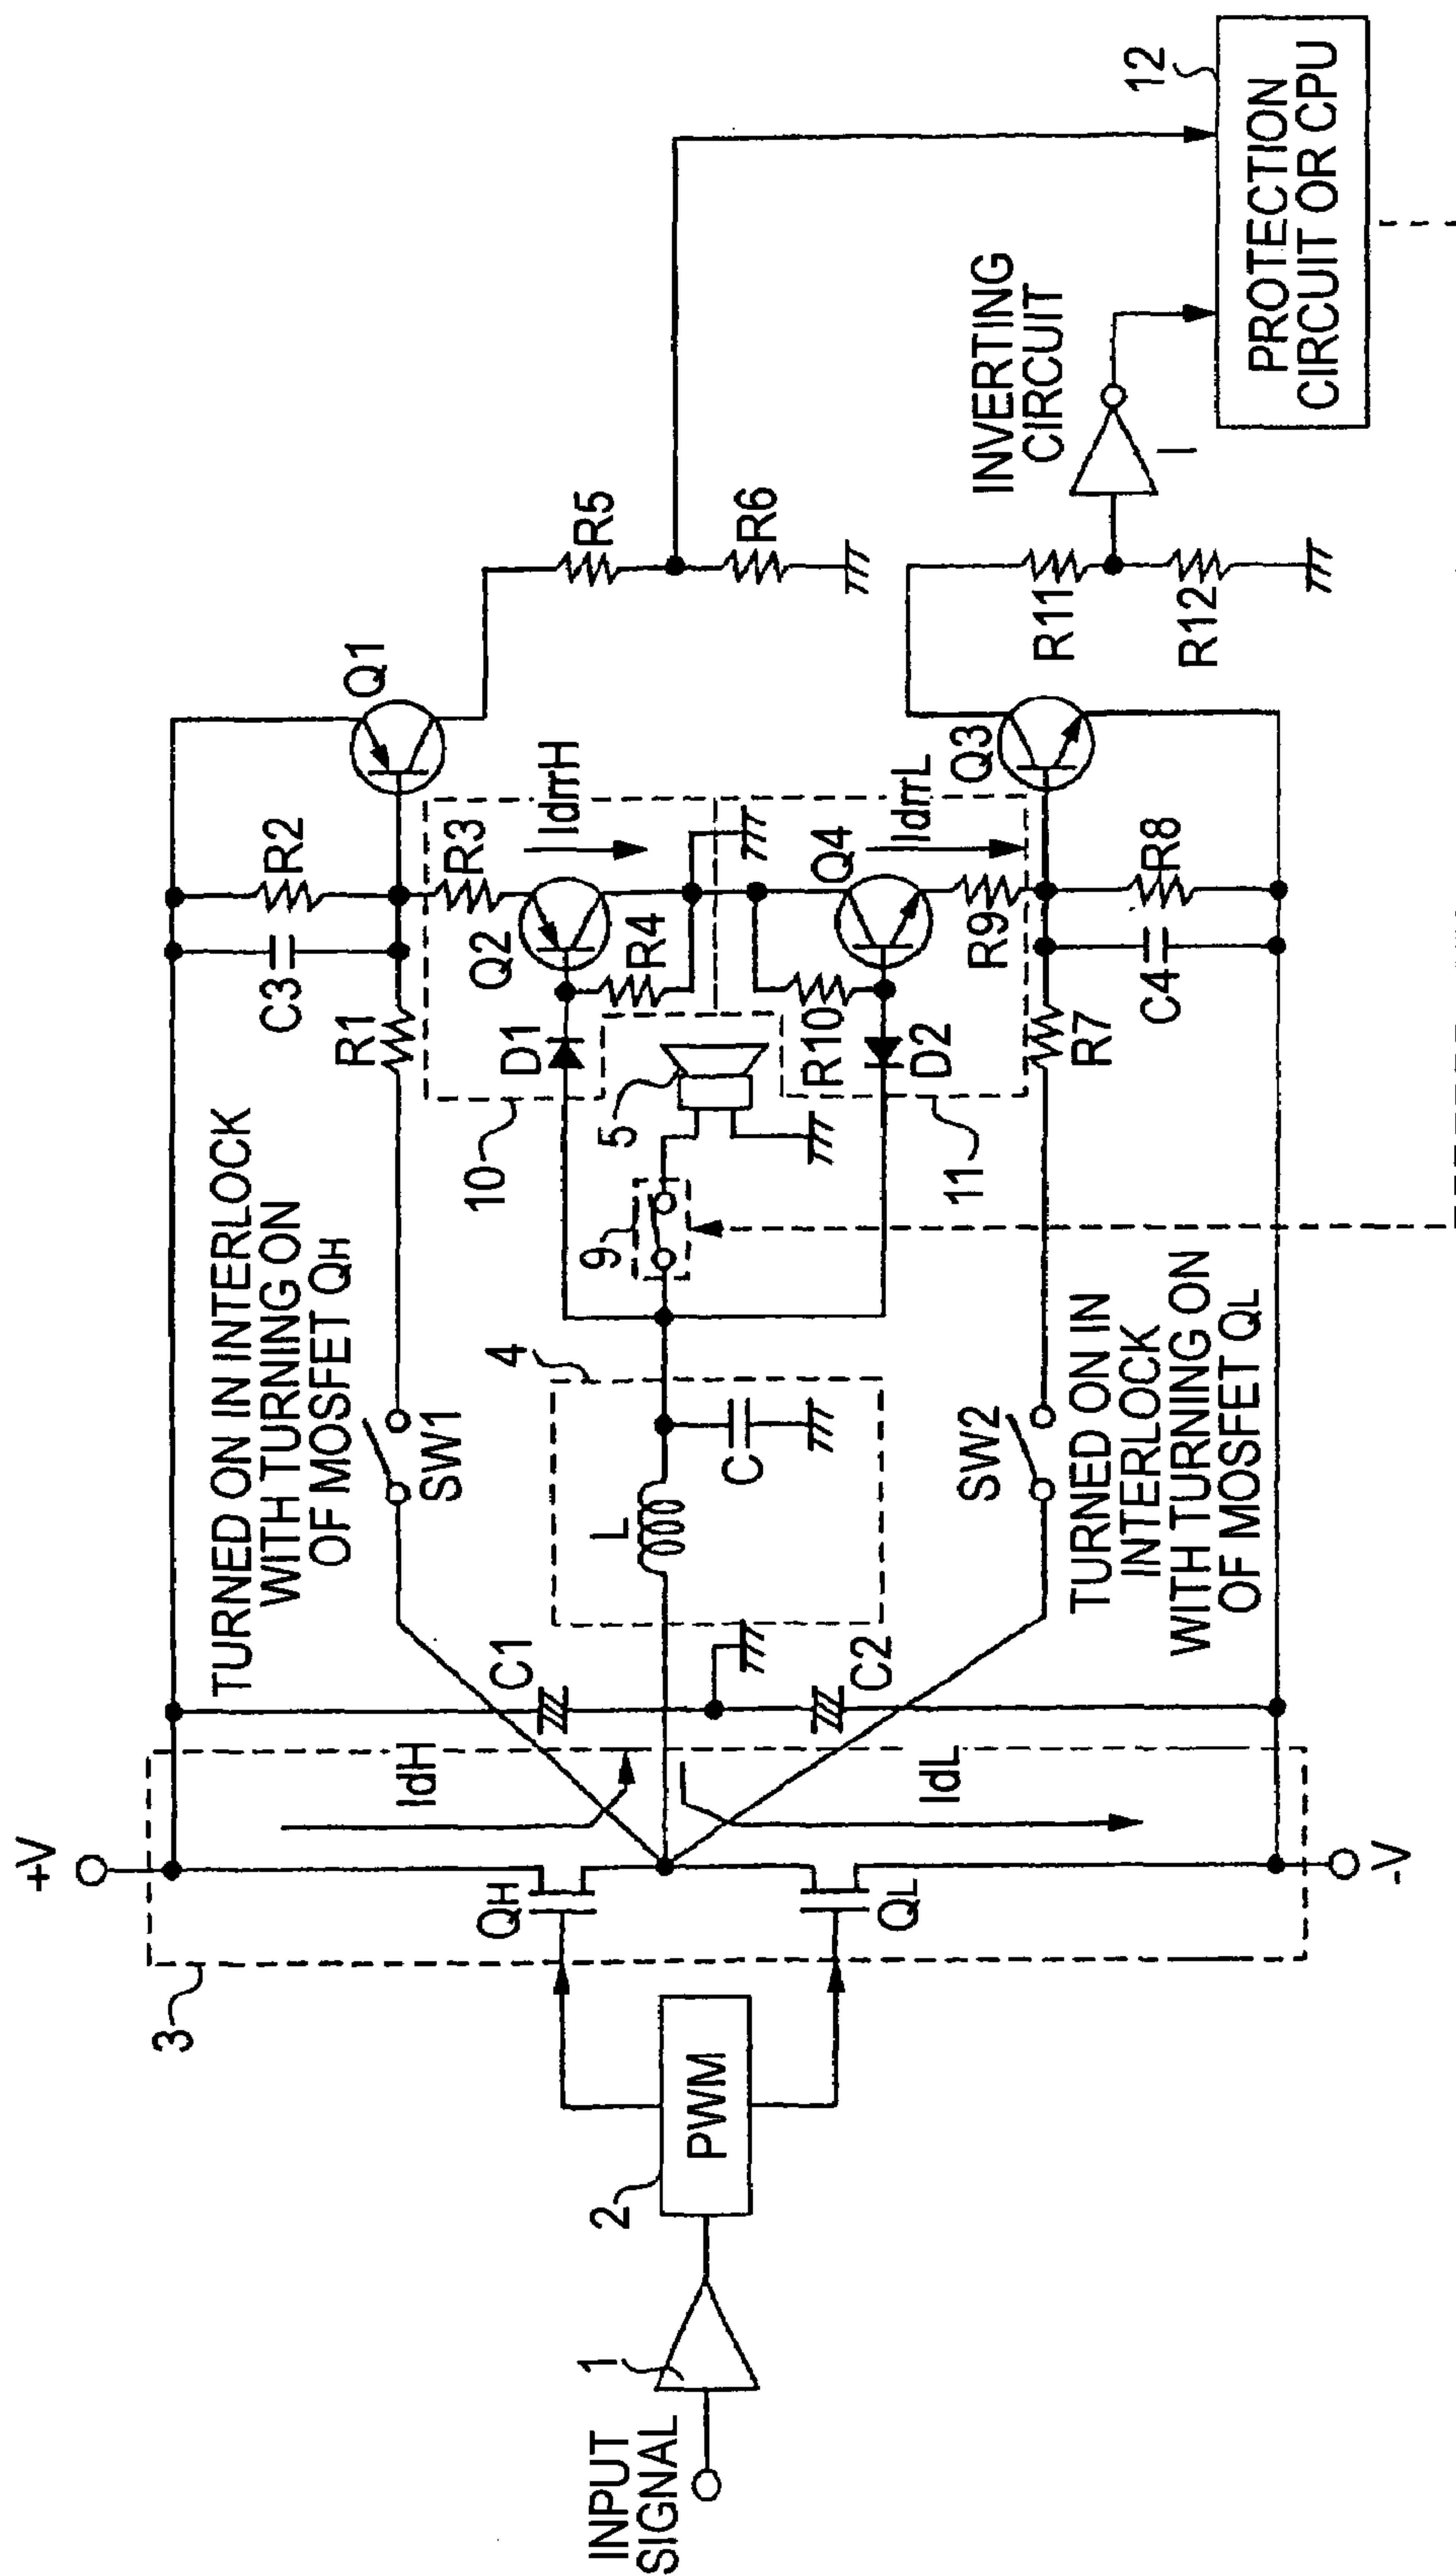 INPUT
SIGNAL
1
2
PWM
3
+V
-V
QH
QL
IdH
IdL
C1
C2
4
L
C
TURNED ON IN INTERLOCK
WITH TURNING ON
OF MOSFET QH
SW1
SW2
TURNED ON IN
INTERLOCK
WITH TURNING ON
OF MOSFET QL
9
5
10
11
R1
C3
R2
R3
Q2
R4
D1
IdrrH
Q1
R5
R6
R7
C4
R8
R9
Q4
R10
D2
IdrrL
Q3
R11
R12
INVERTING
CIRCUIT
I
12
PROTECTION
CIRCUIT OR CPU